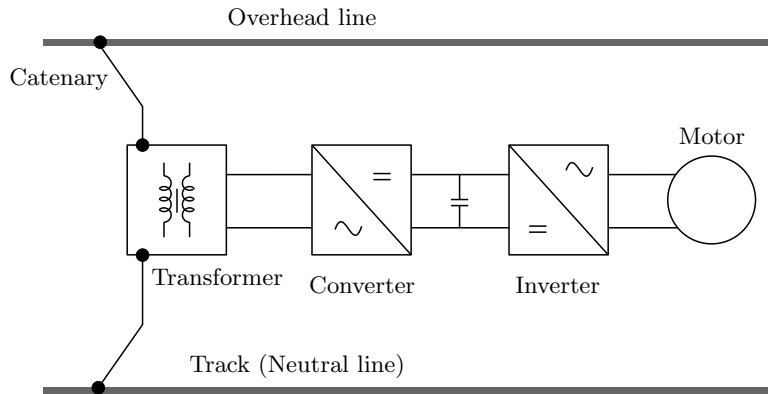 Overhead line
Catenary
Motor
Transformer
Converter
Inverter
Track (Neutral line)